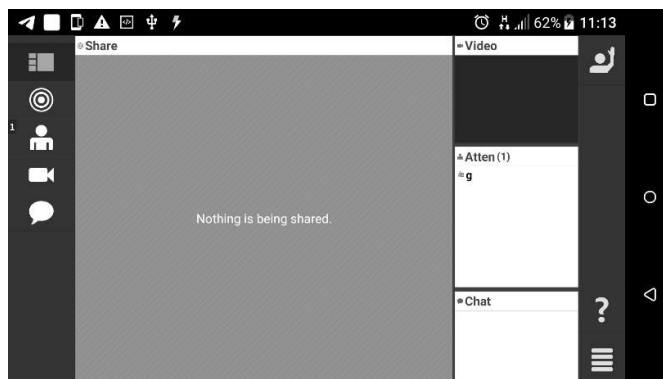 H 62% 11:13
Share
Video
1
Atten (1)
g
Nothing is being shared.
Chat
?